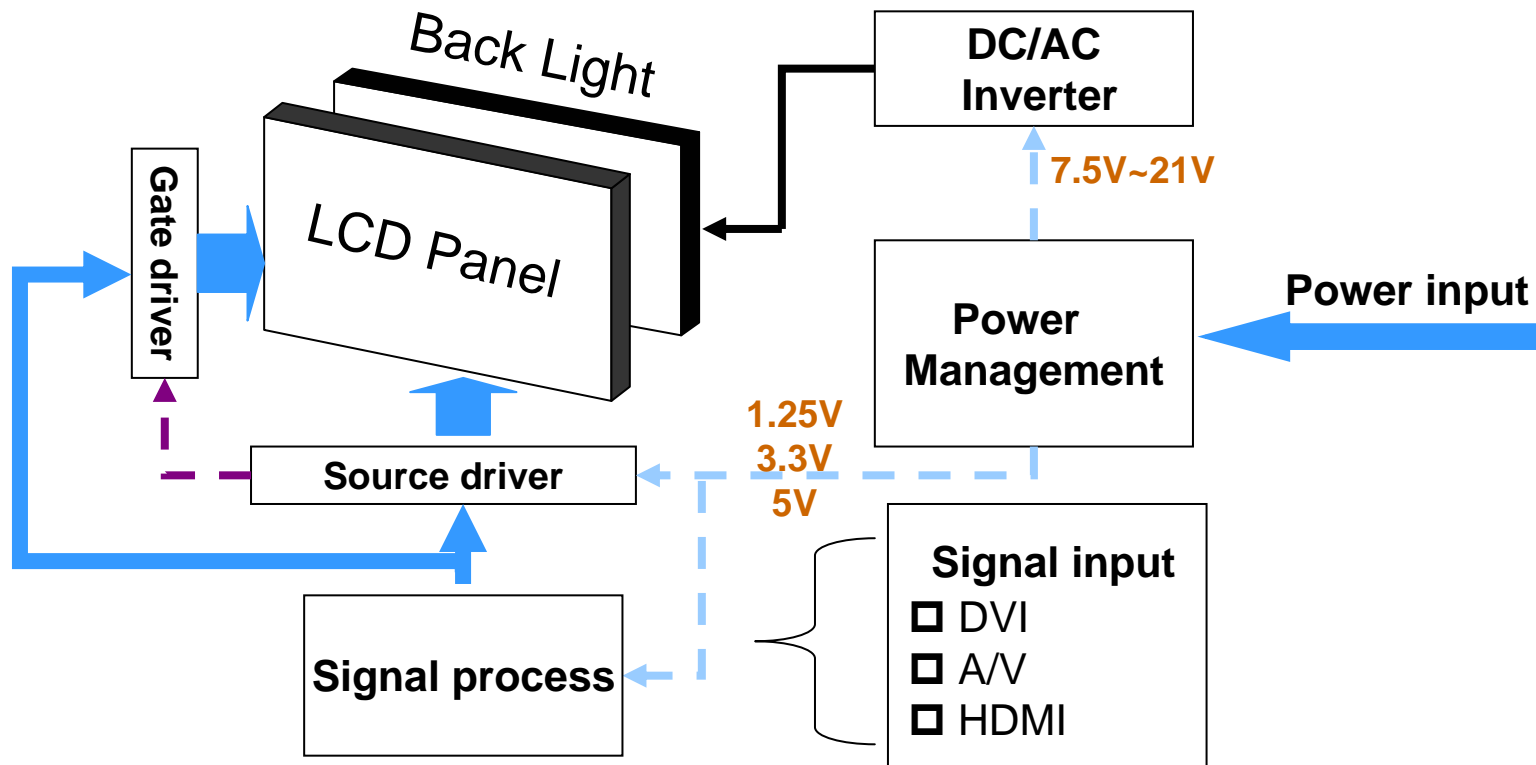 Back Light
DC/AC
Inverter
7.5V~21V
Gate driver
LCD Panel
Power input
Power
Management
1.25V
3.3V
5V
Source driver
Signal input
DVI
A/V
HDMI
Signal process